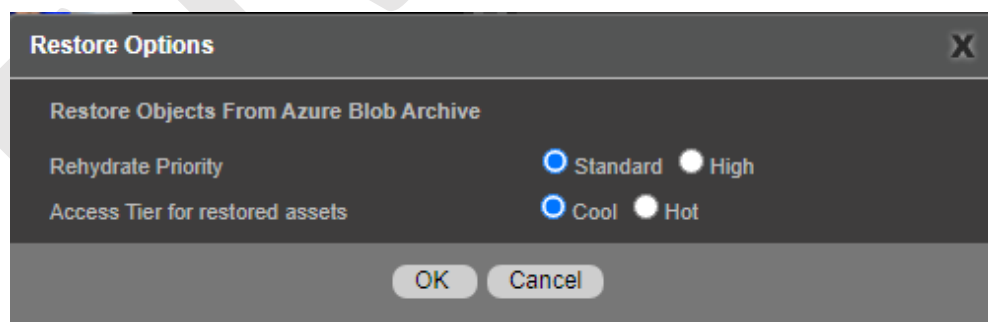 Restore Options X
Restore Objects From Azure Blob Archive
Rehydrate Priority Standard High
Access Tier for restored assets Cool Hot
OK Cancel